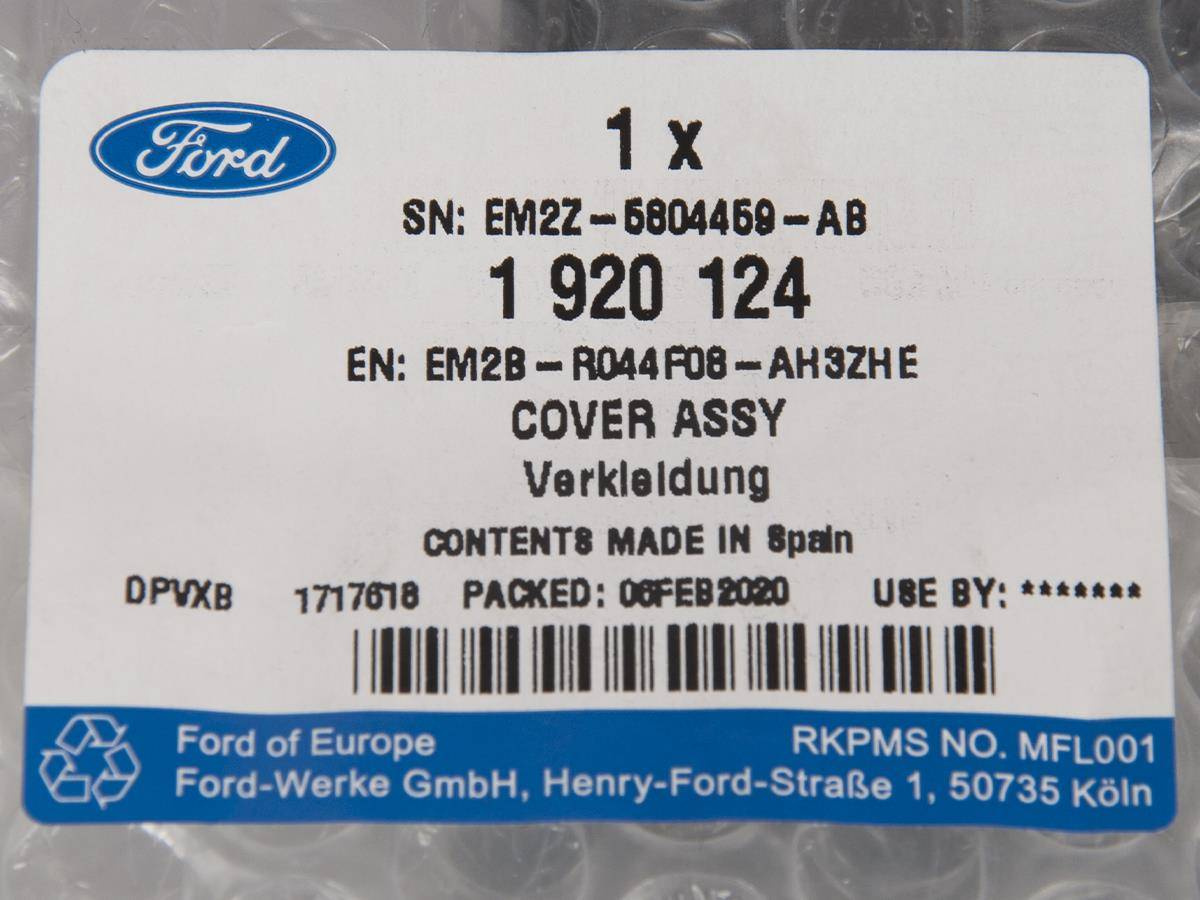 Ford
1 x
SN: EM2Z-5804459-AB
1 920 124
EN: EM2B-R044F08-AH3ZHE
COVER ASSY
Verkleidung
CONTENTS MADE IN Spain
DPVXB 1717618 PACKED: 06FEB2020 USE BY: *******
Ford of Europe RKPMS NO. MFL001
Ford-Werke GmbH, Henry-Ford-Straße 1, 50735 Köln